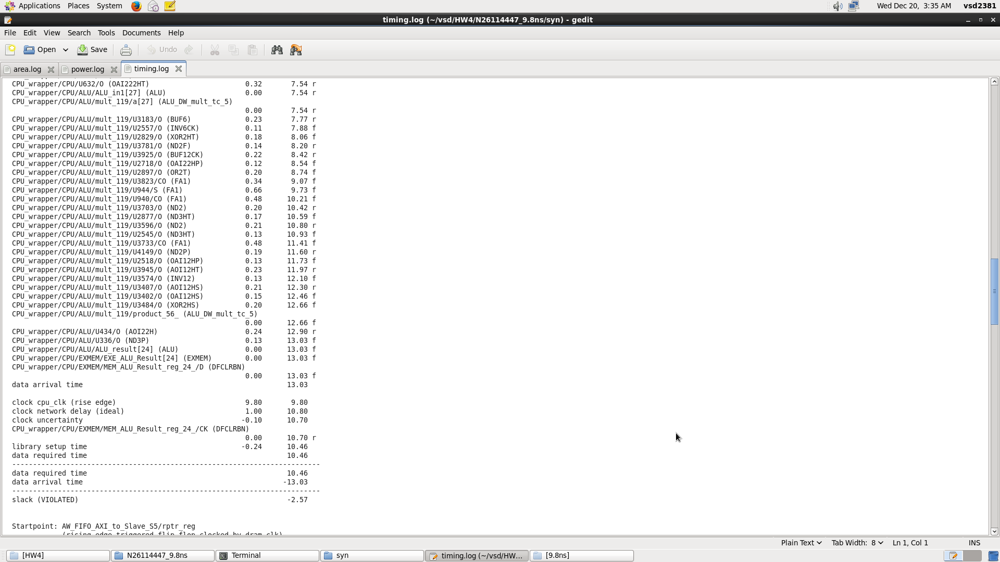 Applications Places System Wed Dec 20, 3:35 AM vsd2381
timing.log (~/vsd/HW4/N26114447_9.8ns/syn) - gedit
File Edit View Search Tools Documents Help
Open Save Undo
area.log power.log timing.log
CPU_wrapper/CPU/U632/O (OAI222HT) 0.32 7.54 r
CPU_wrapper/CPU/ALU/ALU_in1[27] (ALU) 0.00 7.54 r
CPU_wrapper/CPU/ALU/mult_119/a[27] (ALU_DW_mult_tc_5)
0.00 7.54 r
CPU_wrapper/CPU/ALU/mult_119/U3183/O (BUF6) 0.23 7.77 r
CPU_wrapper/CPU/ALU/mult_119/U2557/O (INV6CK) 0.11 7.88 f
CPU_wrapper/CPU/ALU/mult_119/U2829/O (XOR2HT) 0.18 8.06 f
CPU_wrapper/CPU/ALU/mult_119/U3781/O (ND2F) 0.14 8.20 r
CPU_wrapper/CPU/ALU/mult_119/U3925/O (BUF12CK) 0.22 8.42 r
CPU_wrapper/CPU/ALU/mult_119/U2718/O (OAI22HP) 0.12 8.54 f
CPU_wrapper/CPU/ALU/mult_119/U2897/O (OR2T) 0.20 8.74 f
CPU_wrapper/CPU/ALU/mult_119/U3823/CO (FA1) 0.34 9.07 f
CPU_wrapper/CPU/ALU/mult_119/U944/S (FA1) 0.66 9.73 f
CPU_wrapper/CPU/ALU/mult_119/U940/CO (FA1) 0.48 10.21 f
CPU_wrapper/CPU/ALU/mult_119/U3703/O (ND2) 0.20 10.42 r
CPU_wrapper/CPU/ALU/mult_119/U2877/O (ND3HT) 0.17 10.59 f
CPU_wrapper/CPU/ALU/mult_119/U3596/O (ND2) 0.21 10.80 r
CPU_wrapper/CPU/ALU/mult_119/U2545/O (ND3HT) 0.13 10.93 f
CPU_wrapper/CPU/ALU/mult_119/U3733/CO (FA1) 0.48 11.41 f
CPU_wrapper/CPU/ALU/mult_119/U4149/O (ND2P) 0.19 11.60 r
CPU_wrapper/CPU/ALU/mult_119/U2518/O (OAI12HP) 0.13 11.73 f
CPU_wrapper/CPU/ALU/mult_119/U3945/O (AOI12HT) 0.23 11.97 r
CPU_wrapper/CPU/ALU/mult_119/U3574/O (INV12) 0.13 12.10 f
CPU_wrapper/CPU/ALU/mult_119/U3407/O (AOI12HS) 0.21 12.30 r
CPU_wrapper/CPU/ALU/mult_119/U3402/O (OAI12HS) 0.15 12.46 f
CPU_wrapper/CPU/ALU/mult_119/U3484/O (XOR2HS) 0.20 12.66 f
CPU_wrapper/CPU/ALU/mult_119/product_56_ (ALU_DW_mult_tc_5)
0.00 12.66 f
CPU_wrapper/CPU/ALU/U434/O (AOI22H) 0.24 12.90 r
CPU_wrapper/CPU/ALU/U336/O (ND3P) 0.13 13.03 f
CPU_wrapper/CPU/ALU/ALU_result[24] (ALU) 0.00 13.03 f
CPU_wrapper/CPU/EXMEM/EXE_ALU_Result[24] (EXMEM) 0.00 13.03 f
CPU_wrapper/CPU/EXMEM/MEM_ALU_Result_reg_24_/D (DFCLRBN)
0.00 13.03 f
data arrival time 13.03
clock cpu_clk (rise edge) 9.80 9.80
clock network delay (ideal) 1.00 10.80
clock uncertainty -0.10 10.70
CPU_wrapper/CPU/EXMEM/MEM_ALU_Result_reg_24_/CK (DFCLRBN)
0.00 10.70 r
library setup time -0.24 10.46
data required time 10.46
--------------------------------------------------------------------------
data required time 10.46
data arrival time -13.03
--------------------------------------------------------------------------
slack (VIOLATED) -2.57
Startpoint: AW_FIFO_AXI_to_Slave_S5/rptr_reg
(rising edge-triggered flip-flop clocked by dram_clk)
Plain Text Tab Width: 8 Ln 1, Col 1 INS
[HW4] N26114447_9.8ns Terminal syn timing.log (~/vsd/HW... [9.8ns]